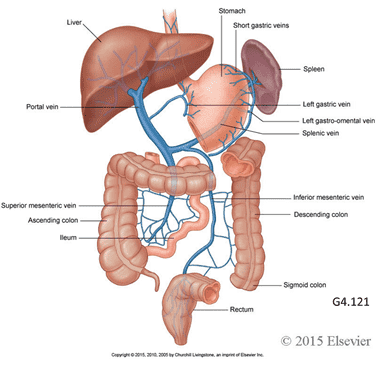 Stomach
Liver
Short gastric veins
Spleen
Portal vein
Left gastric vein
Left gastro-omental vein
Splenic vein
Superior mesenteric vein
Inferior mesenteric vein
Ascending colon
Descending colon
Ileum
Sigmoid colon
G4.121
Rectum
© 2015 Elsevier
Copyright © 2015, 2010, 2005 by Churchill Livingstone, an imprint of Elsevier Inc.